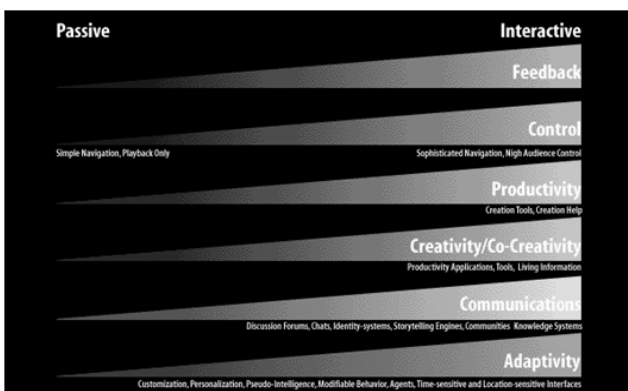 Passive Interactive
Feedback
Control
Simple Navigation, Playback Only Sophisticated Navigation, Nigh Audience Control
Productivity
Creation Tools, Creation Help
Creativity/Co-Creativity
Productivity Applications, Tools, Living Information
Communications
Discussion Forums, Chats, Identity-systems, Storytelling Engines, Communities Knowledge Systems
Adaptivity
Customization, Personalization, Pseudo-Intelligence, Modifiable Behavior, Agents, Time-sensitive and Location-sensitive Interfaces